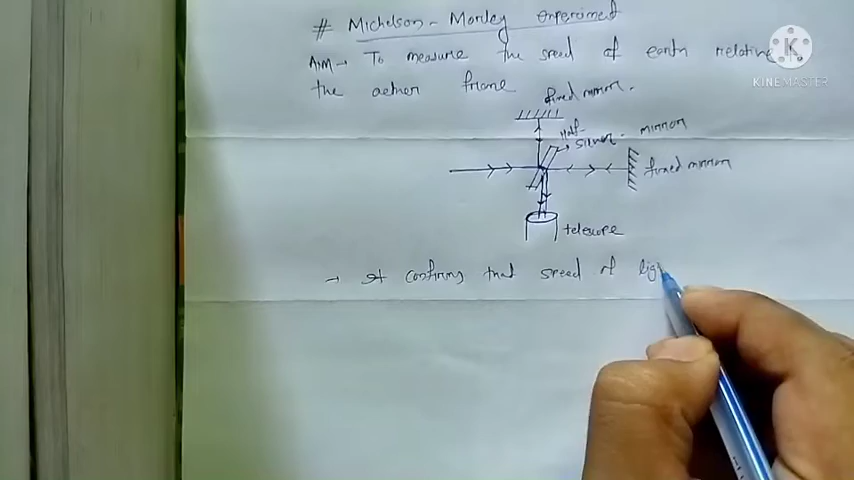 # Michelson - Morley experiment
AIM → To measure the speed of earth relative
the aether frame
fixed mirror.
Half-
silver. mirror
fixed mirror
telescope
→ It confirms that speed of lig
K
KINEMASTER